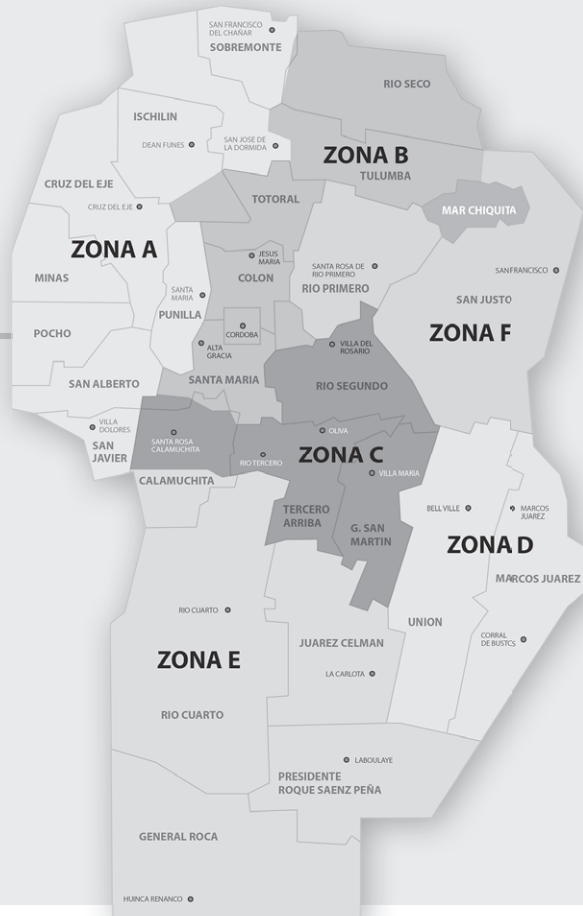 SAN FRANCISCO
DEL CHAÑAR
SOBREMONTE
RIO SECO
ISCHILIN
DEAN FUNES
SAN JOSE DE
LA DORMIDA
ZONA B
TULUMBA
CRUZ DEL EJE
CRUZ DEL EJE
TOTORAL
MAR CHIQUITA
ZONA A
JESUS
MARIA
COLON
SANTA ROSA DE
RIO PRIMERO
RIO PRIMERO
SAN FRANCISCO
MINAS
SANTA
MARIA
PUNILLA
SAN JUSTO
ZONA F
POCHO
CORDOBA
ALTA
GRACIA
VILLA DEL
ROSARIO
SAN ALBERTO
SANTA MARIA
RIO SEGUNDO
VILLA
DOLORES
SAN
JAVIER
SANTA ROSA
CALAMUCHITA
OLIVA
ZONA C
RIO TERCERO
VILLA MARIA
CALAMUCHITA
TERCERO
ARRIBA
G. SAN
MARTIN
BELL VILLE
MARCOS
JUAREZ
ZONA D
MARCOS JUAREZ
RIO CUARTO
UNION
JUAREZ CELMAN
CORRAL
DE BUSTCS
ZONA E
LA CARLOTA
RIO CUARTO
LABOULAYE
PRESIDENTE
ROQUE SAENZ PEÑA
GENERAL ROCA
HUINCA RENANCO